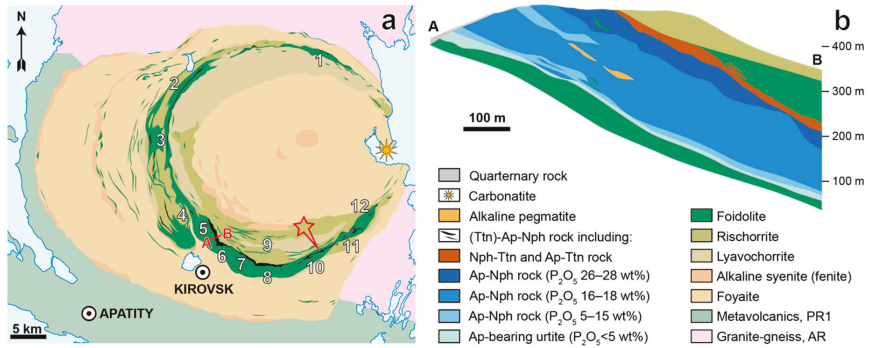 a
N
1
2
3
4
5
A
B
6
7
8
9
10
11
12
KIROVSK
APATITY
5 km
b
A
B
400 m
300 m
200 m
100 m
100 m
Quarternary rock
Carbonatite
Alkaline pegmatite
(Ttn)-Ap-Nph rock including:
Nph-Ttn and Ap-Ttn rock
Ap-Nph rock (P₂O₅ 26–28 wt%)
Ap-Nph rock (P₂O₅ 16–18 wt%)
Ap-Nph rock (P₂O₅ 5–15 wt%)
Ap-bearing urtite (P₂O₅<5 wt%)
Foidolite
Rischorrite
Lyavochorrite
Alkaline syenite (fenite)
Foyaite
Metavolcanics, PR1
Granite-gneiss, AR